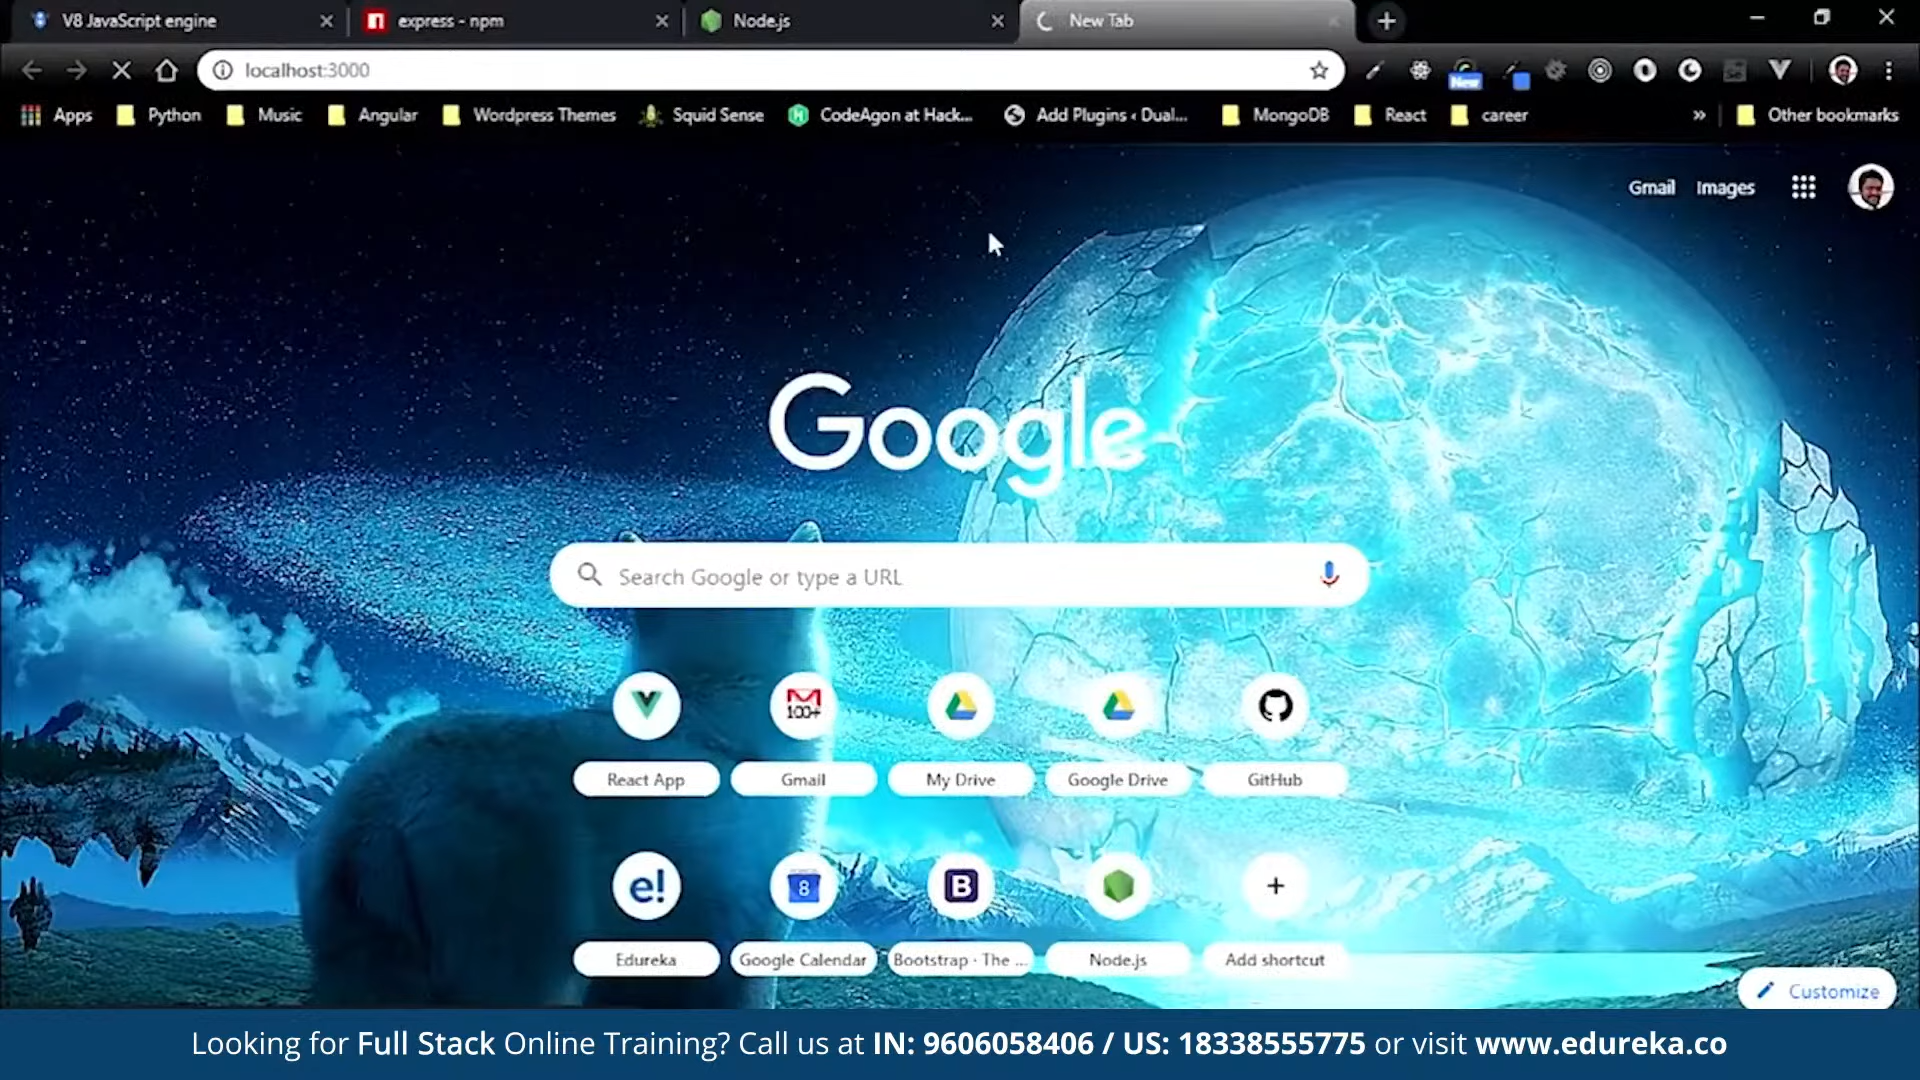 V8 JavaScript engine
express - npm
Node.js
New Tab
localhost:3000
New
Apps
Python
Music
Angular
Wordpress Themes
Squid Sense
CodeAgon at Hack...
Add Plugins ‹ Dual...
MongoDB
React
career
»
Other bookmarks
Gmail
Images
Google
Search Google or type a URL
100+
React App
Gmail
My Drive
Google Drive
GitHub
e!
8
B
Edureka
Google Calendar
Bootstrap · The ...
Node.js
Add shortcut
Customize
Looking for Full Stack Online Training? Call us at IN: 9606058406 / US: 18338555775 or visit www.edureka.co